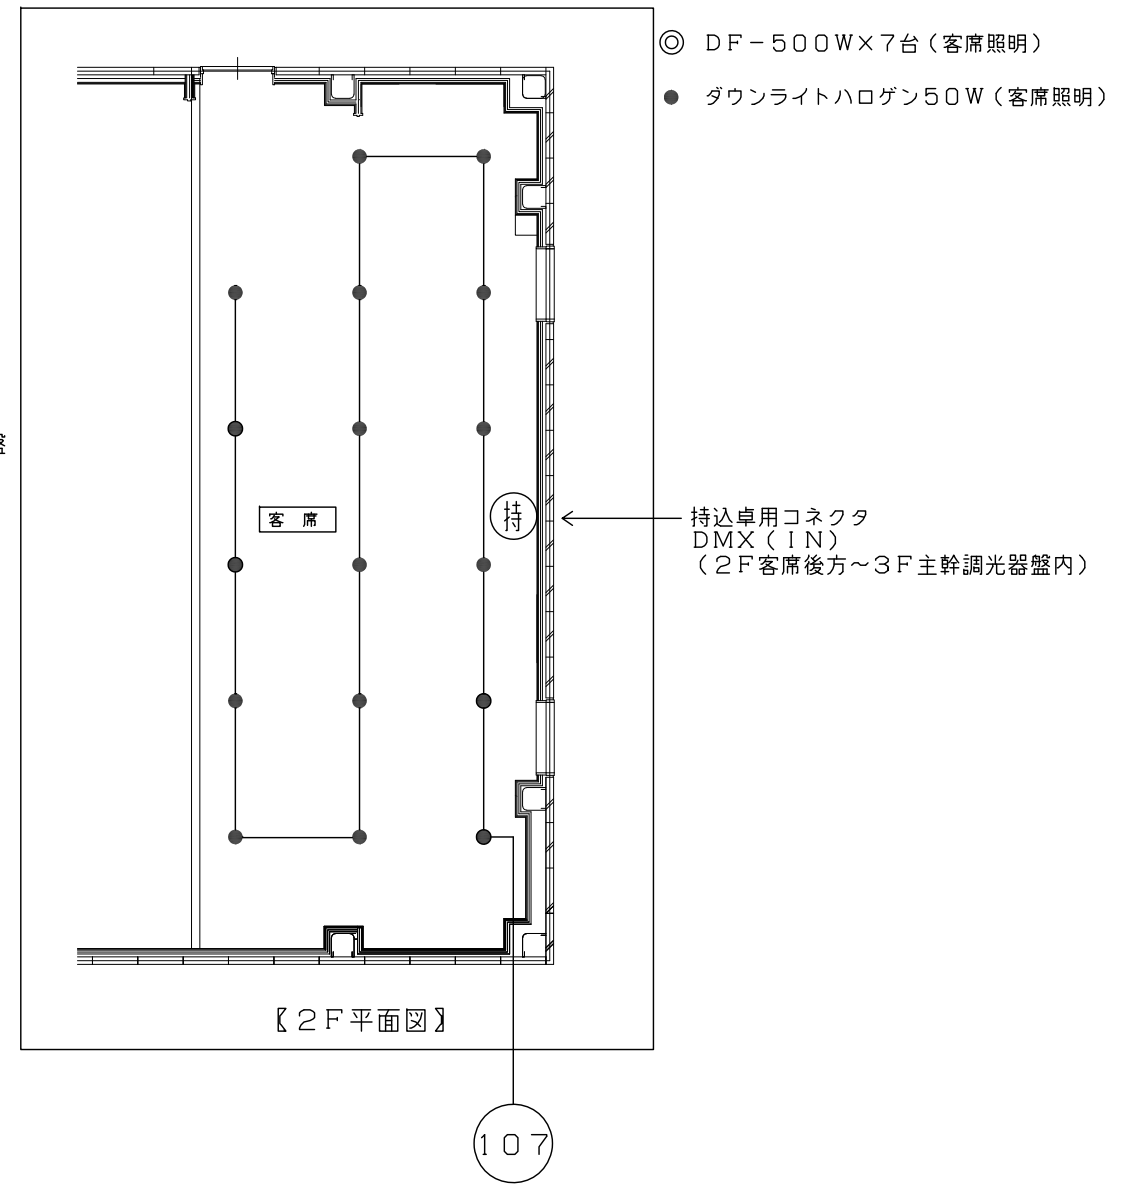 DF-500W×7台(客席照明)
ダウンライトハロゲン50W(客席照明)
客 席
持
持込卓用コネクタ
DMX(IN)
(2F客席後方~3F主幹調光器盤内)
【2F平面図】
107